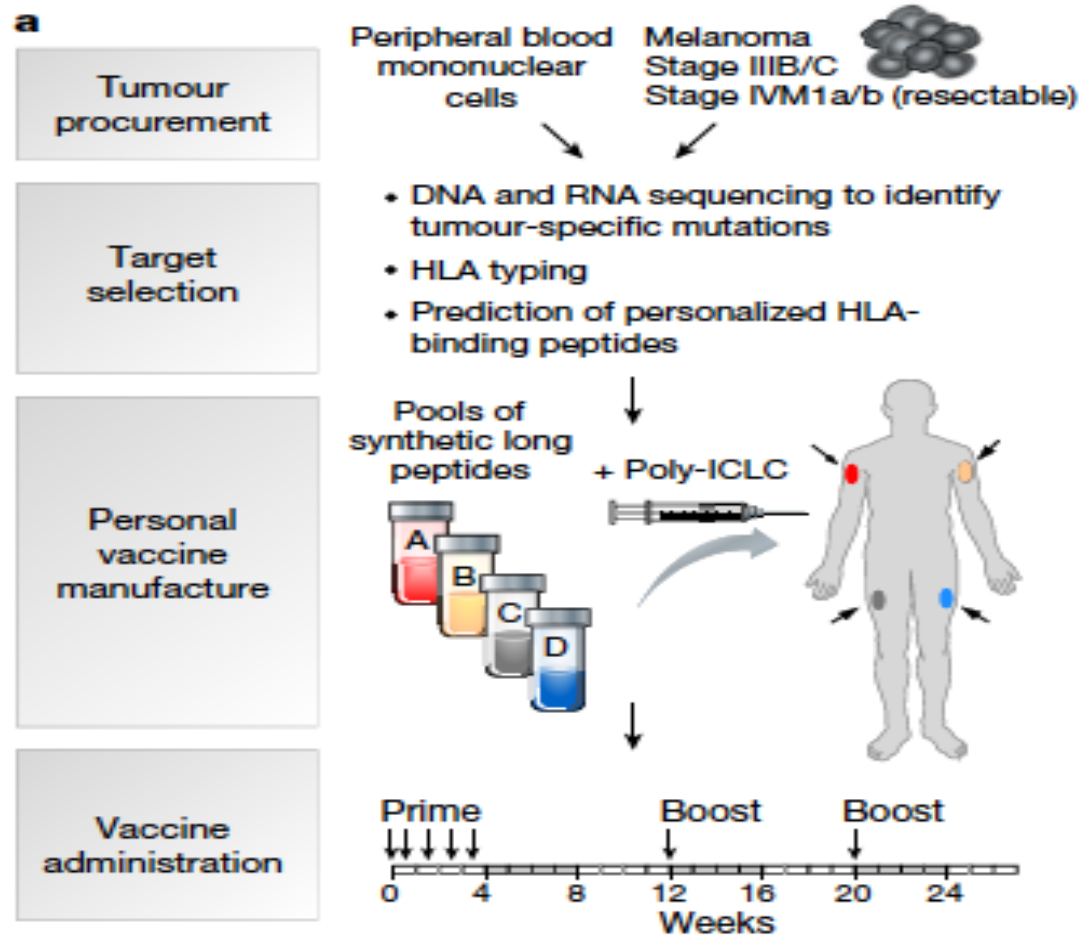 a
Tumour
procurement
Peripheral blood
mononuclear
cells
Melanoma
Stage IIIB/C
Stage IVM1a/b (resectable)
Target
selection
• DNA and RNA sequencing to identify
tumour-specific mutations
• HLA typing
• Prediction of personalized HLA-
binding peptides
Personal
vaccine
manufacture
Pools of
synthetic long
peptides
+ Poly-ICLC
A
B
C
D
Vaccine
administration
Prime
Boost
Boost
0 4 8 12 16 20 24
Weeks